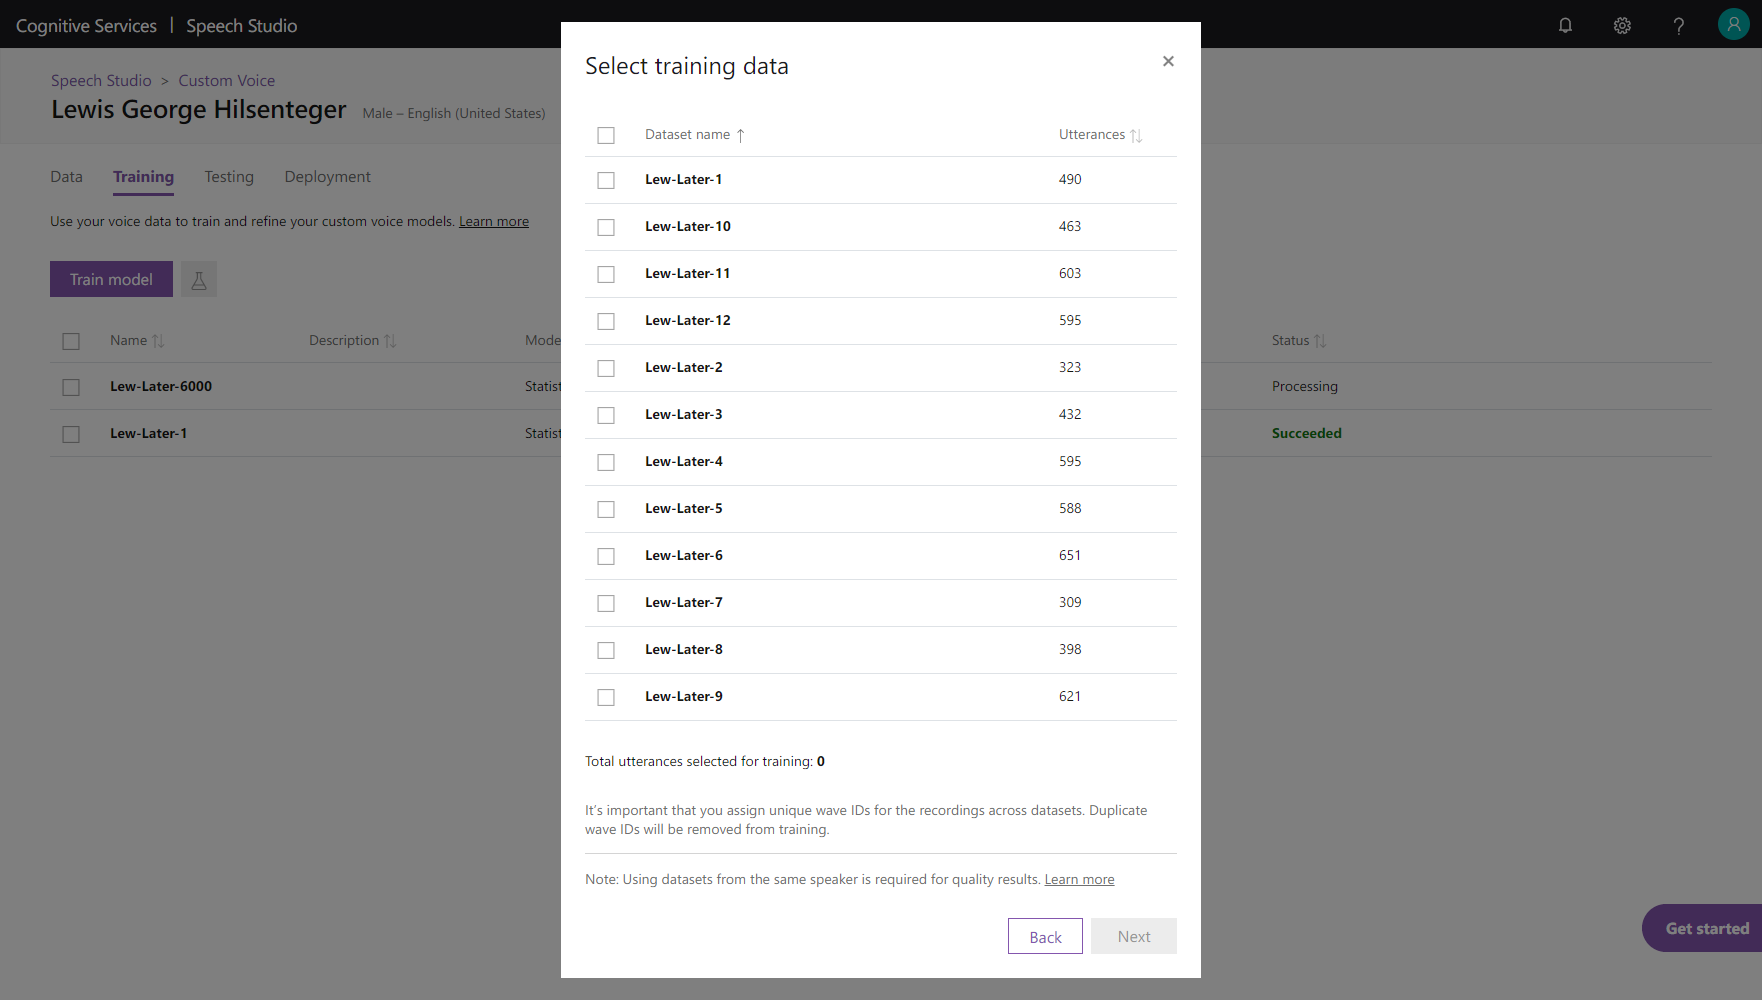 Cognitive Services | Speech Studio
Speech Studio > Custom Voice
Lewis George Hilsenteger Male – English (United States)
Data Training Testing Deployment
Use your voice data to train and refine your custom voice models. Learn more
Train model
Name Description Mode Status
Lew-Later-6000 Statist Processing
Lew-Later-1 Statist Succeeded
Select training data
Dataset name Utterances
Lew-Later-1 490
Lew-Later-10 463
Lew-Later-11 603
Lew-Later-12 595
Lew-Later-2 323
Lew-Later-3 432
Lew-Later-4 595
Lew-Later-5 588
Lew-Later-6 651
Lew-Later-7 309
Lew-Later-8 398
Lew-Later-9 621
Total utterances selected for training: 0
It's important that you assign unique wave IDs for the recordings across datasets. Duplicate
wave IDs will be removed from training.
Note: Using datasets from the same speaker is required for quality results. Learn more
Back Next
Get started